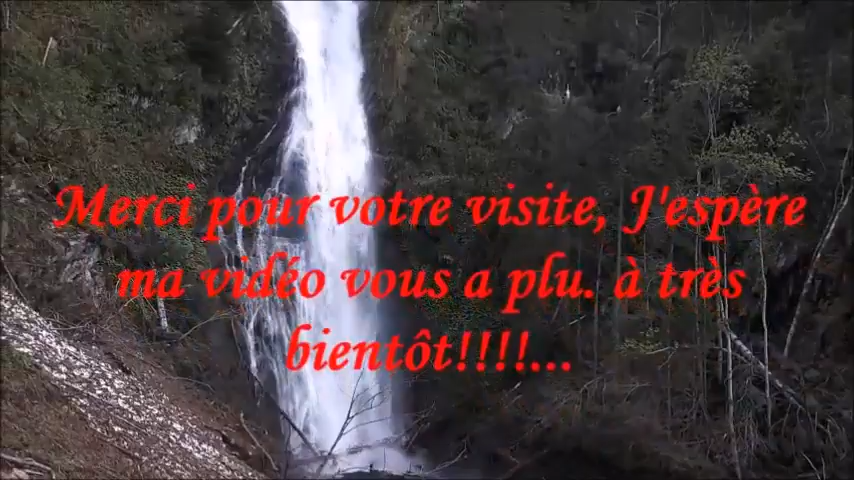 Merci pour votre visite, J'espère
ma vidéo vous a plu. à très
bientôt!!!!...